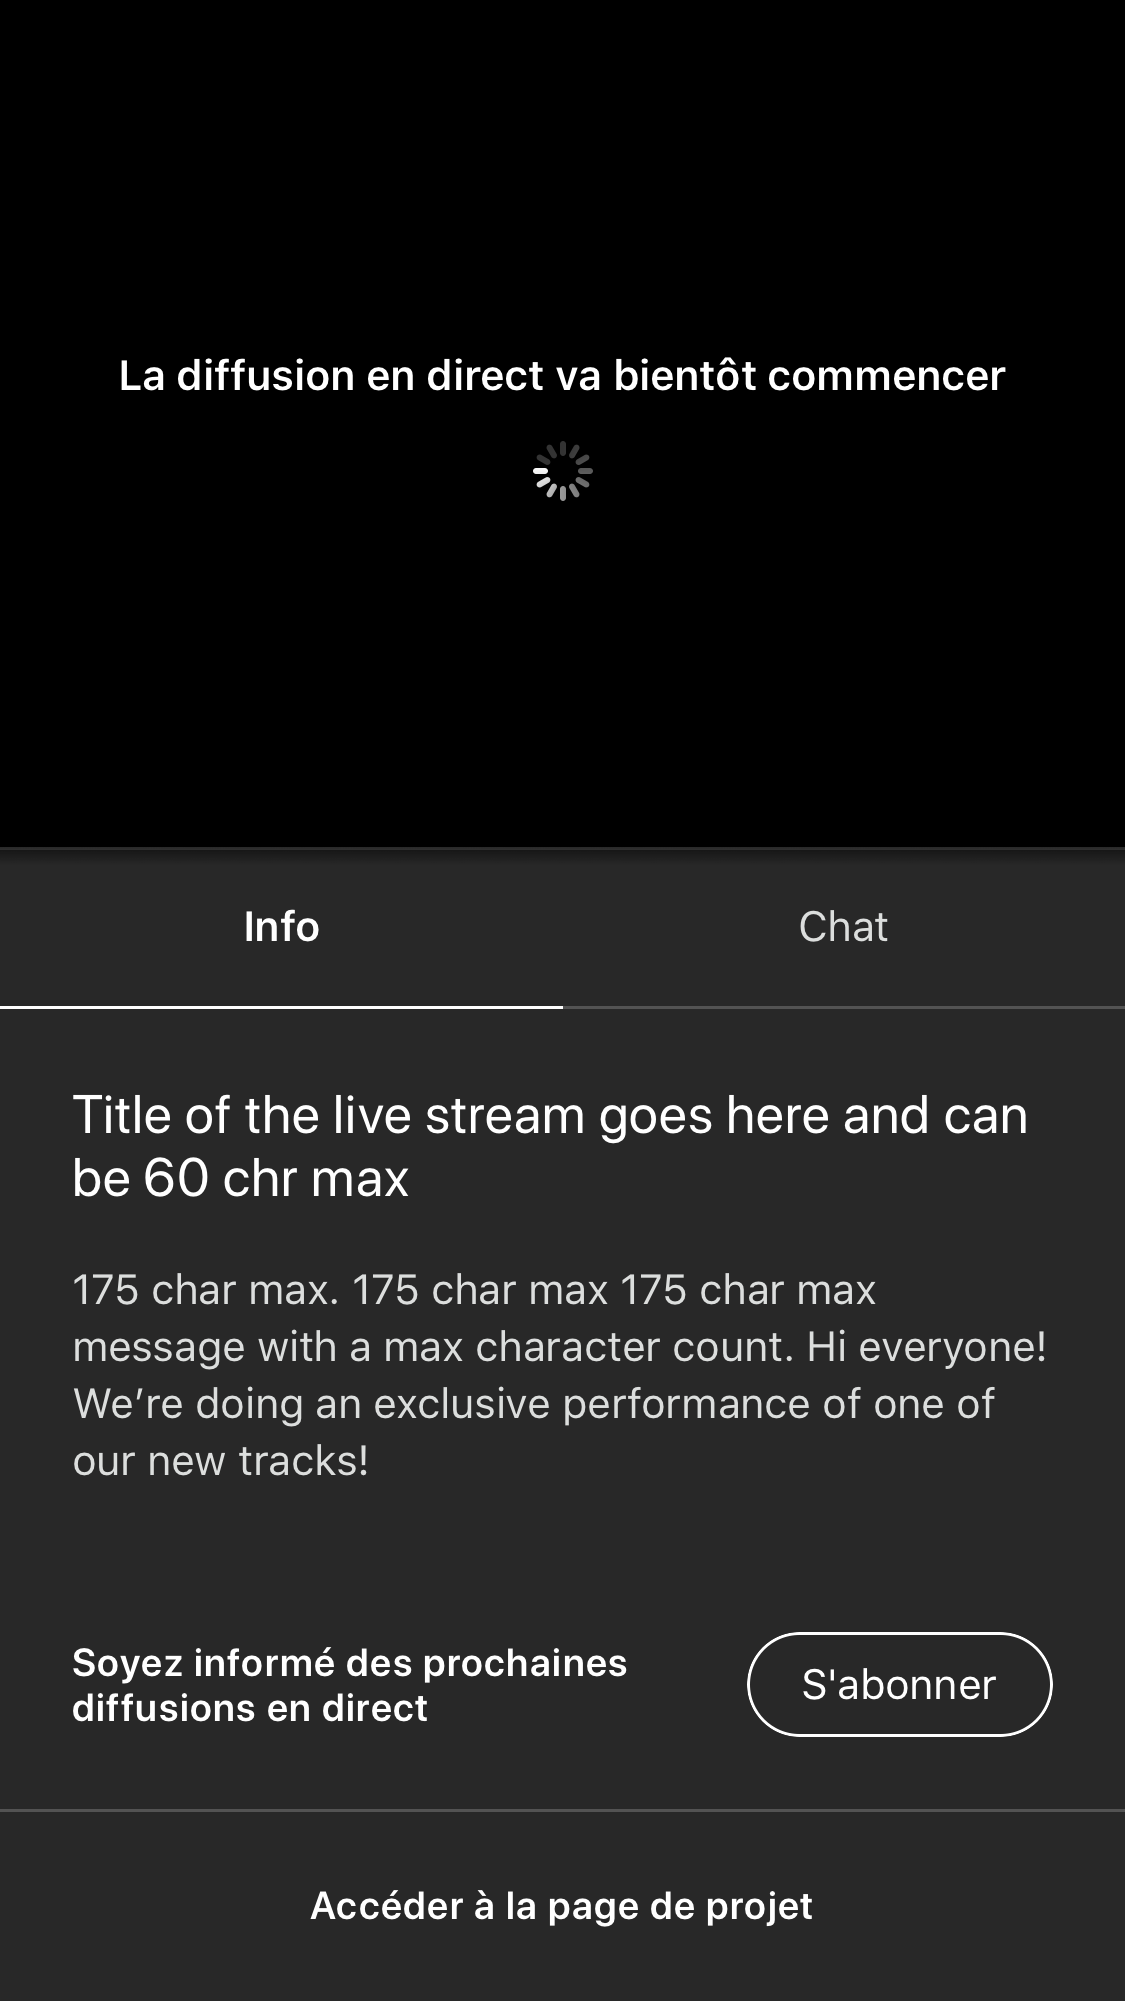 La diffusion en direct va bientôt commencer
Info
Chat
Title of the live stream goes here and can
be 60 chr max
175 char max. 175 char max 175 char max
message with a max character count. Hi everyone!
We’re doing an exclusive performance of one of
our new tracks!
Soyez informé des prochaines
diffusions en direct
S'abonner
Accéder à la page de projet